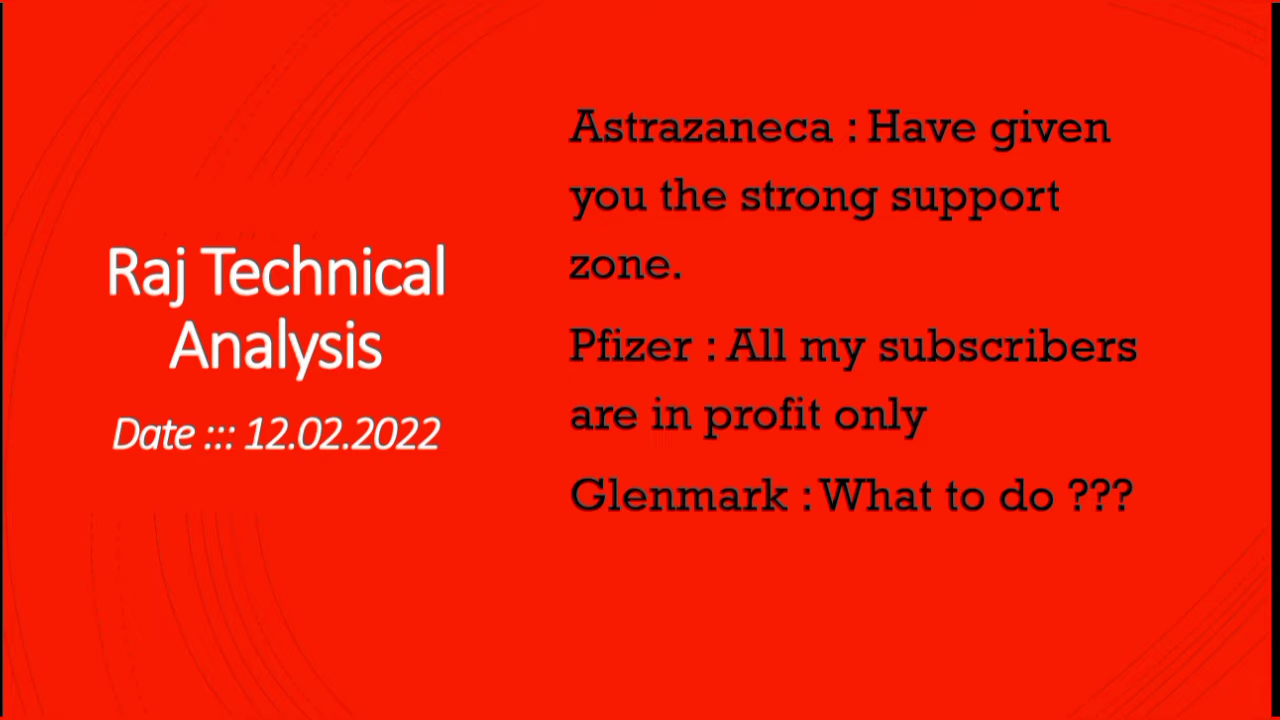 Raj Technical
Analysis
Date ::: 12.02.2022
Astrazaneca : Have given
you the strong support
zone.
Pfizer : All my subscribers
are in profit only
Glenmark : What to do ???